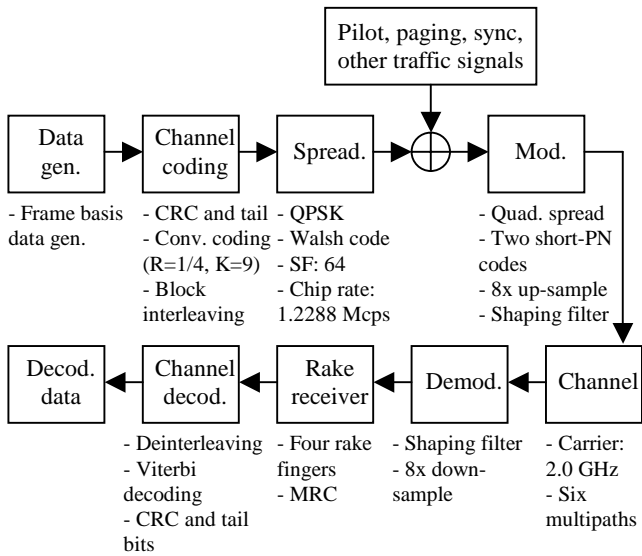 Pilot, paging, sync,
other traffic signals
Data
gen.
Channel
coding
Spread.
Mod.
- Frame basis
data gen.
- CRC and tail
- Conv. coding
(R=1/4, K=9)
- Block
interleaving
- QPSK
- Walsh code
- SF: 64
- Chip rate:
1.2288 Mcps
- Quad. spread
- Two short-PN
codes
- 8x up-sample
- Shaping filter
Decod.
data
Channel
decod.
Rake
receiver
Demod.
Channel
- Deinterleaving
- Viterbi
decoding
- CRC and tail
bits
- Four rake
fingers
- MRC
- Shaping filter
- 8x down-
sample
- Carrier:
2.0 GHz
- Six
multipaths